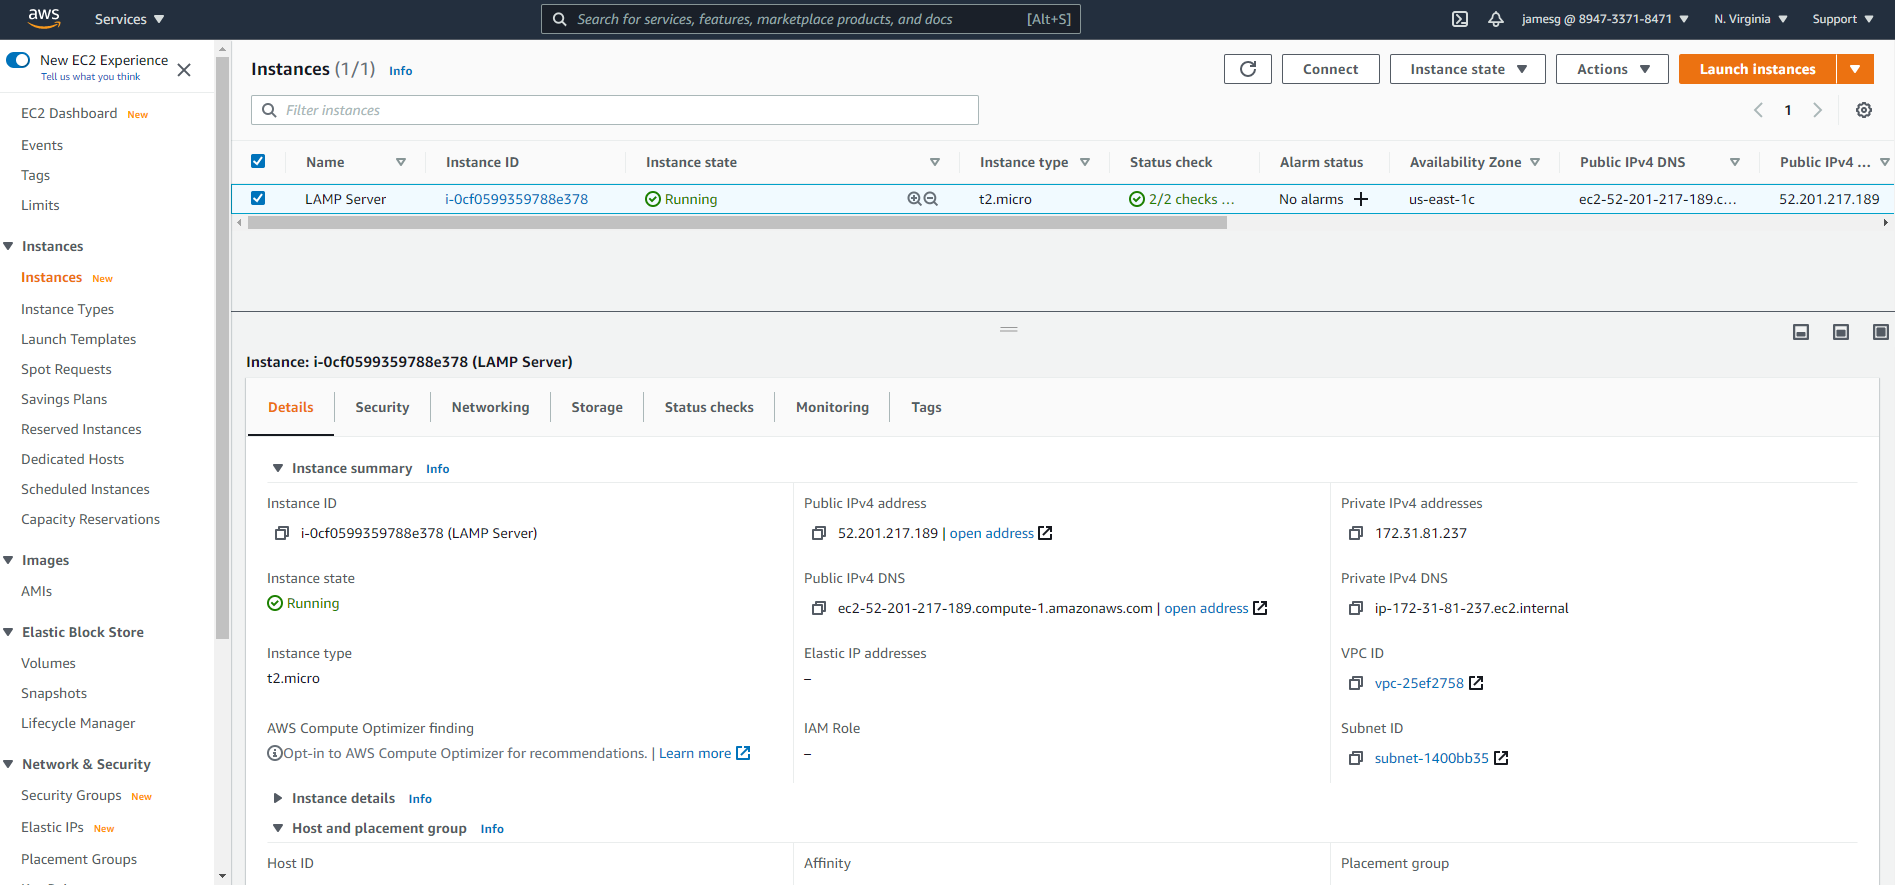 aws Services Search for services, features, marketplace products, and docs [Alt+S] jamesg @ 8947-3371-8471 N. Virginia Support
New EC2 Experience
Tell us what you think
EC2 Dashboard New
Events
Tags
Limits
Instances
Instances New
Instance Types
Launch Templates
Spot Requests
Savings Plans
Reserved Instances
Dedicated Hosts
Scheduled Instances
Capacity Reservations
Images
AMIs
Elastic Block Store
Volumes
Snapshots
Lifecycle Manager
Network & Security
Security Groups New
Elastic IPs New
Placement Groups
Instances (1/1) Info Connect Instance state Actions Launch instances
Filter instances 1
Name Instance ID Instance state Instance type Status check Alarm status Availability Zone Public IPv4 DNS Public IPv4 ...
LAMP Server i-0cf0599359788e378 Running t2.micro 2/2 checks ... No alarms us-east-1c ec2-52-201-217-189.c... 52.201.217.189
Instance: i-0cf0599359788e378 (LAMP Server)
Details Security Networking Storage Status checks Monitoring Tags
Instance summary Info
Instance ID Public IPv4 address Private IPv4 addresses
i-0cf0599359788e378 (LAMP Server) 52.201.217.189 | open address 172.31.81.237
Instance state Public IPv4 DNS Private IPv4 DNS
Running ec2-52-201-217-189.compute-1.amazonaws.com | open address ip-172-31-81-237.ec2.internal
Instance type Elastic IP addresses VPC ID
t2.micro – vpc-25ef2758
AWS Compute Optimizer finding IAM Role Subnet ID
Opt-in to AWS Compute Optimizer for recommendations. | Learn more – subnet-1400bb35
Instance details Info
Host and placement group Info
Host ID Affinity Placement group